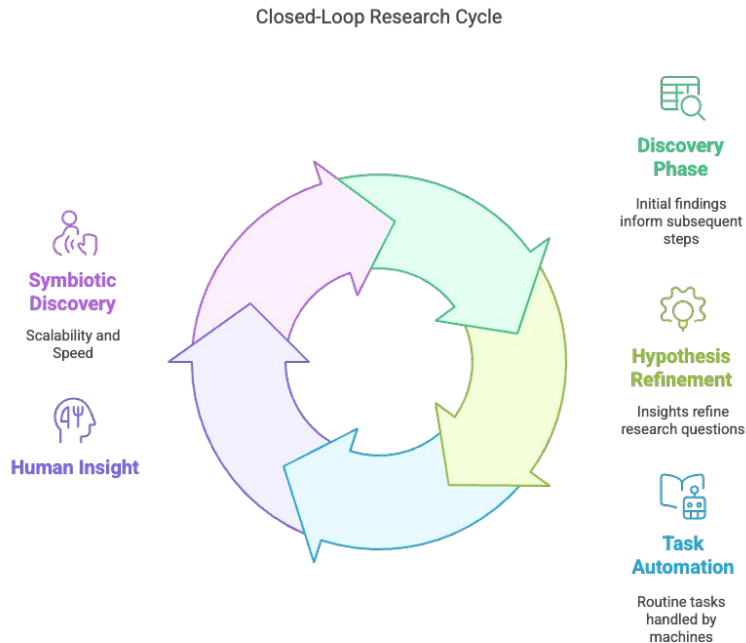 Closed-Loop Research Cycle
Discovery
Phase
Initial findings
inform subsequent
steps
Hypothesis
Refinement
Insights refine
research questions
Task
Automation
Routine tasks
handled by
machines
Human Insight
Symbiotic
Discovery
Scalability and
Speed